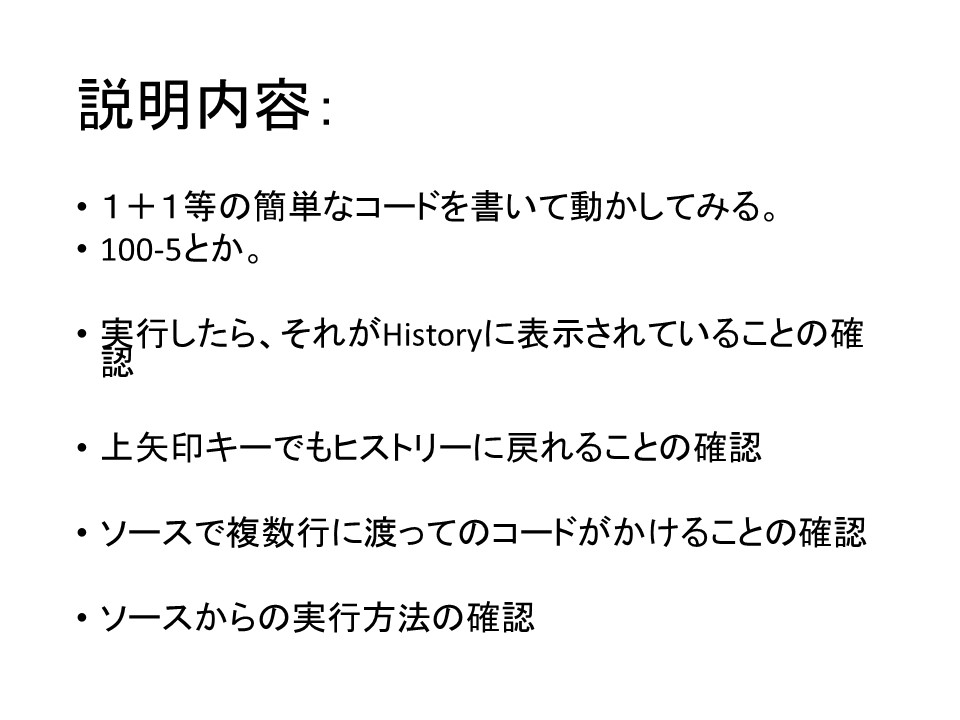 説明内容：
• １＋１等の簡単なコードを書いて動かしてみる。
• 100-5とか。
• 実行したら、それがHistoryに表示されていることの確
認
• 上矢印キーでもヒストリーに戻れることの確認
• ソースで複数行に渡ってのコードがかけることの確認
• ソースからの実行方法の確認